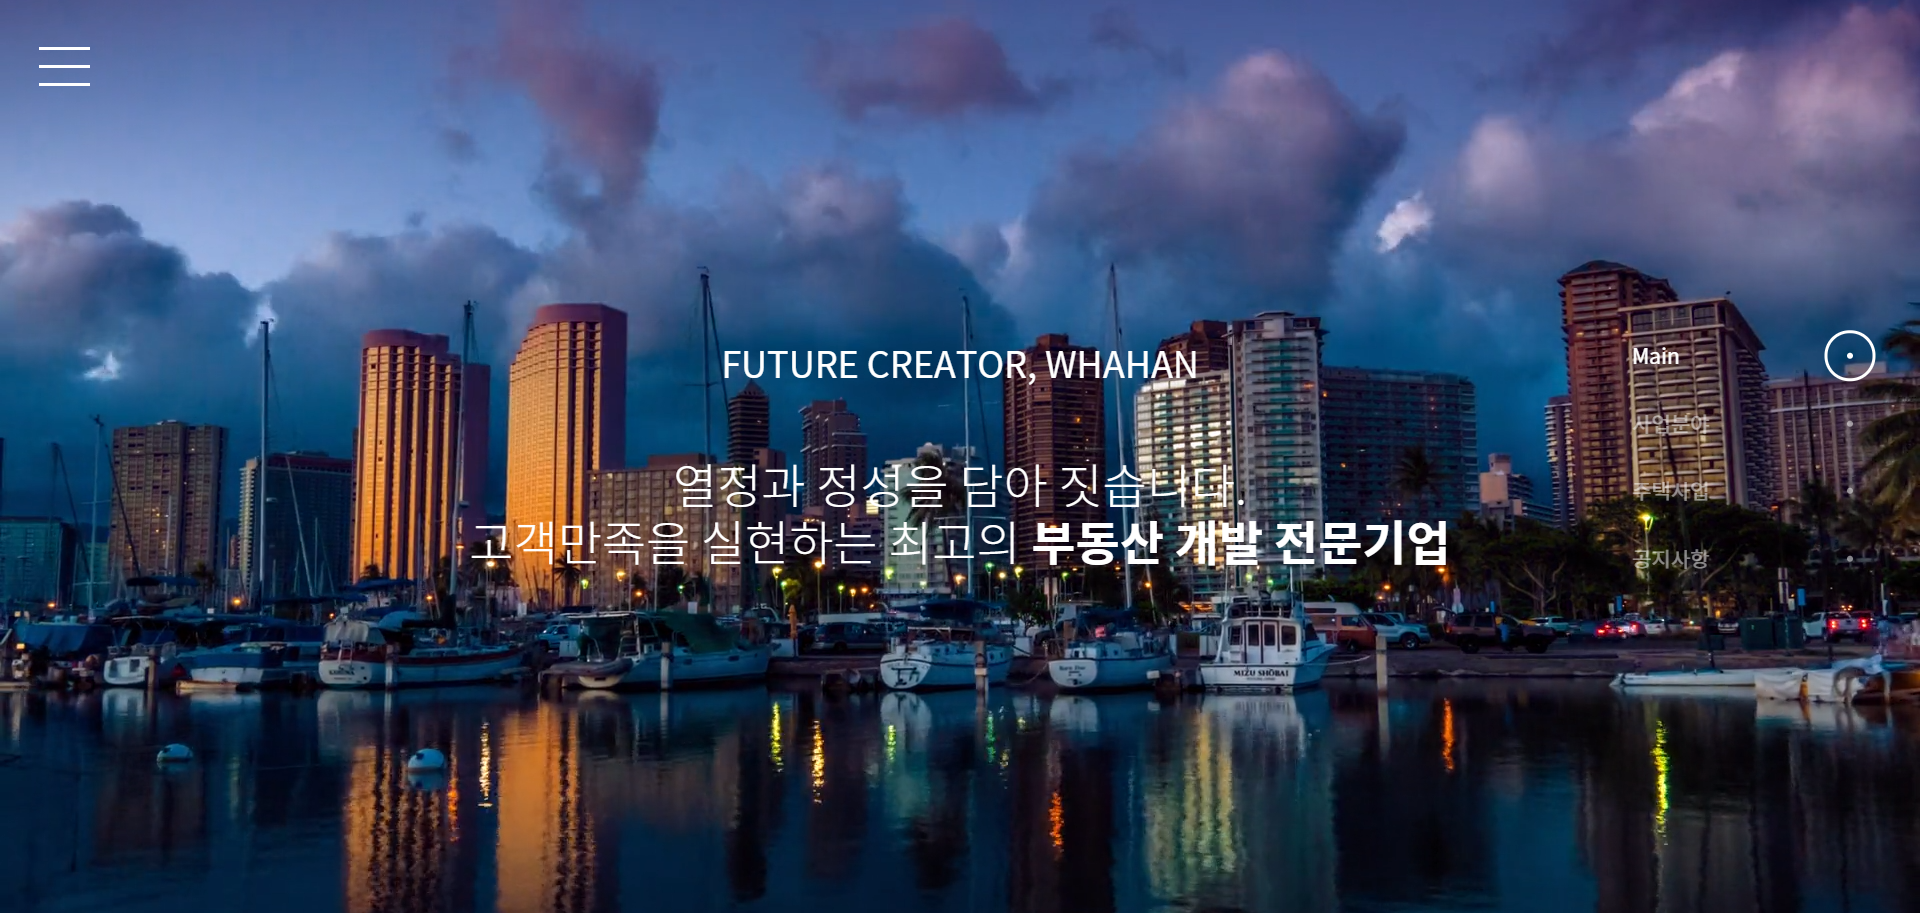 FUTURE CREATOR, WHAHAN
열정과 정성을 담아 짓습니다.
고객만족을 실현하는 최고의 부동산 개발 전문기업
Main
사업분야
주택사업
공지사항
MIZU SHOBAI